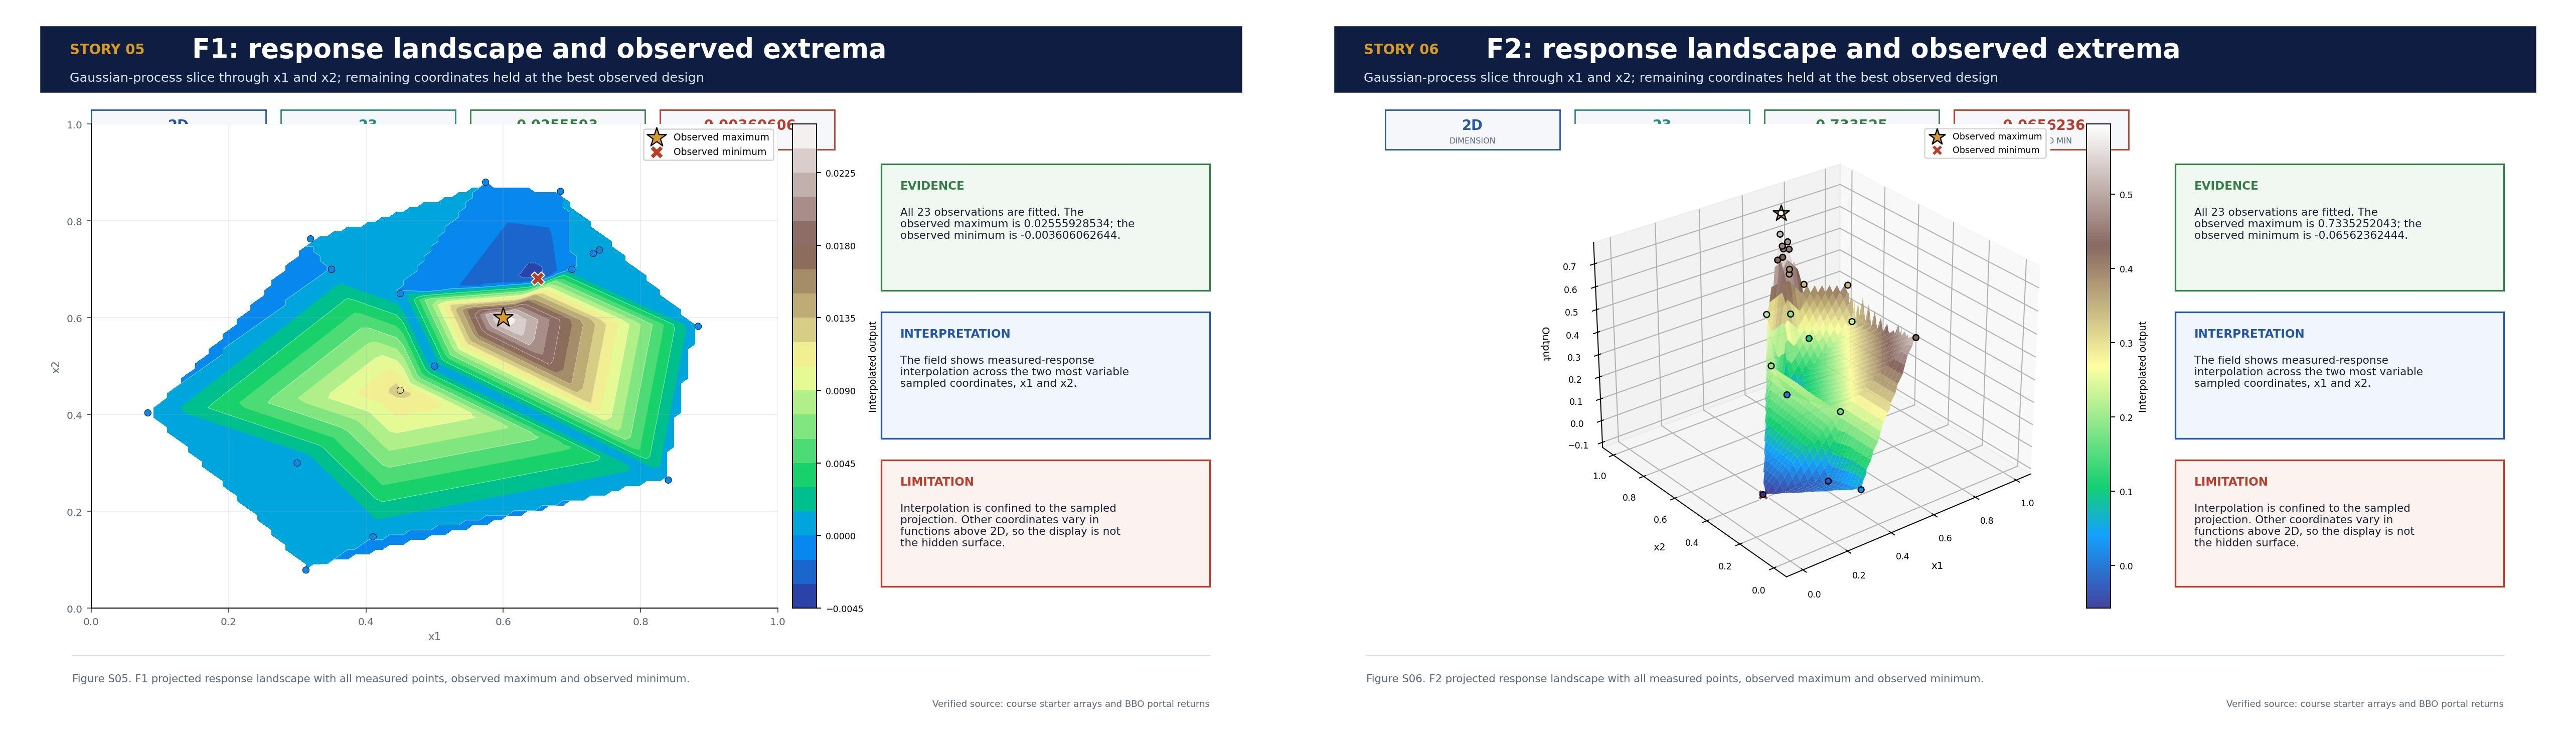 STORY 05 F1: response landscape and observed extrema
Gaussian-process slice through x1 and x2; remaining coordinates held at the best observed design
2D 23 0.0255593
Observed maximum
Observed minimum
1.0
0.8
0.6
0.4
0.2
0.0
x2
0.0 0.2 0.4 0.6 0.8 1.0
x1
0.0225
0.0180
0.0135
0.0090
0.0045
0.0000
−0.0045
Interpolated output
EVIDENCE
All 23 observations are fitted. The
observed maximum is 0.02555928534; the
observed minimum is -0.003606062644.
INTERPRETATION
The field shows measured-response
interpolation across the two most variable
sampled coordinates, x1 and x2.
LIMITATION
Interpolation is confined to the sampled
projection. Other coordinates vary in
functions above 2D, so the display is not
the hidden surface.
Figure S05. F1 projected response landscape with all measured points, observed maximum and observed minimum.
Verified source: course starter arrays and BBO portal returns
STORY 06 F2: response landscape and observed extrema
Gaussian-process slice through x1 and x2; remaining coordinates held at the best observed design
2D 23 0.733525 0.0656236
DIMENSION MIN
Observed maximum
Observed minimum
0.7
0.6
0.5
0.4
0.3
0.2
0.1
0.0
−0.1
Output
1.0
0.8
0.6
0.4
0.2
0.0
x2
0.0
0.2
0.4
0.6
0.8
1.0
x1
0.5
0.4
0.3
0.2
0.1
0.0
Interpolated output
EVIDENCE
All 23 observations are fitted. The
observed maximum is 0.7335252043; the
observed minimum is -0.06562362444.
INTERPRETATION
The field shows measured-response
interpolation across the two most variable
sampled coordinates, x1 and x2.
LIMITATION
Interpolation is confined to the sampled
projection. Other coordinates vary in
functions above 2D, so the display is not
the hidden surface.
Figure S06. F2 projected response landscape with all measured points, observed maximum and observed minimum.
Verified source: course starter arrays and BBO portal returns